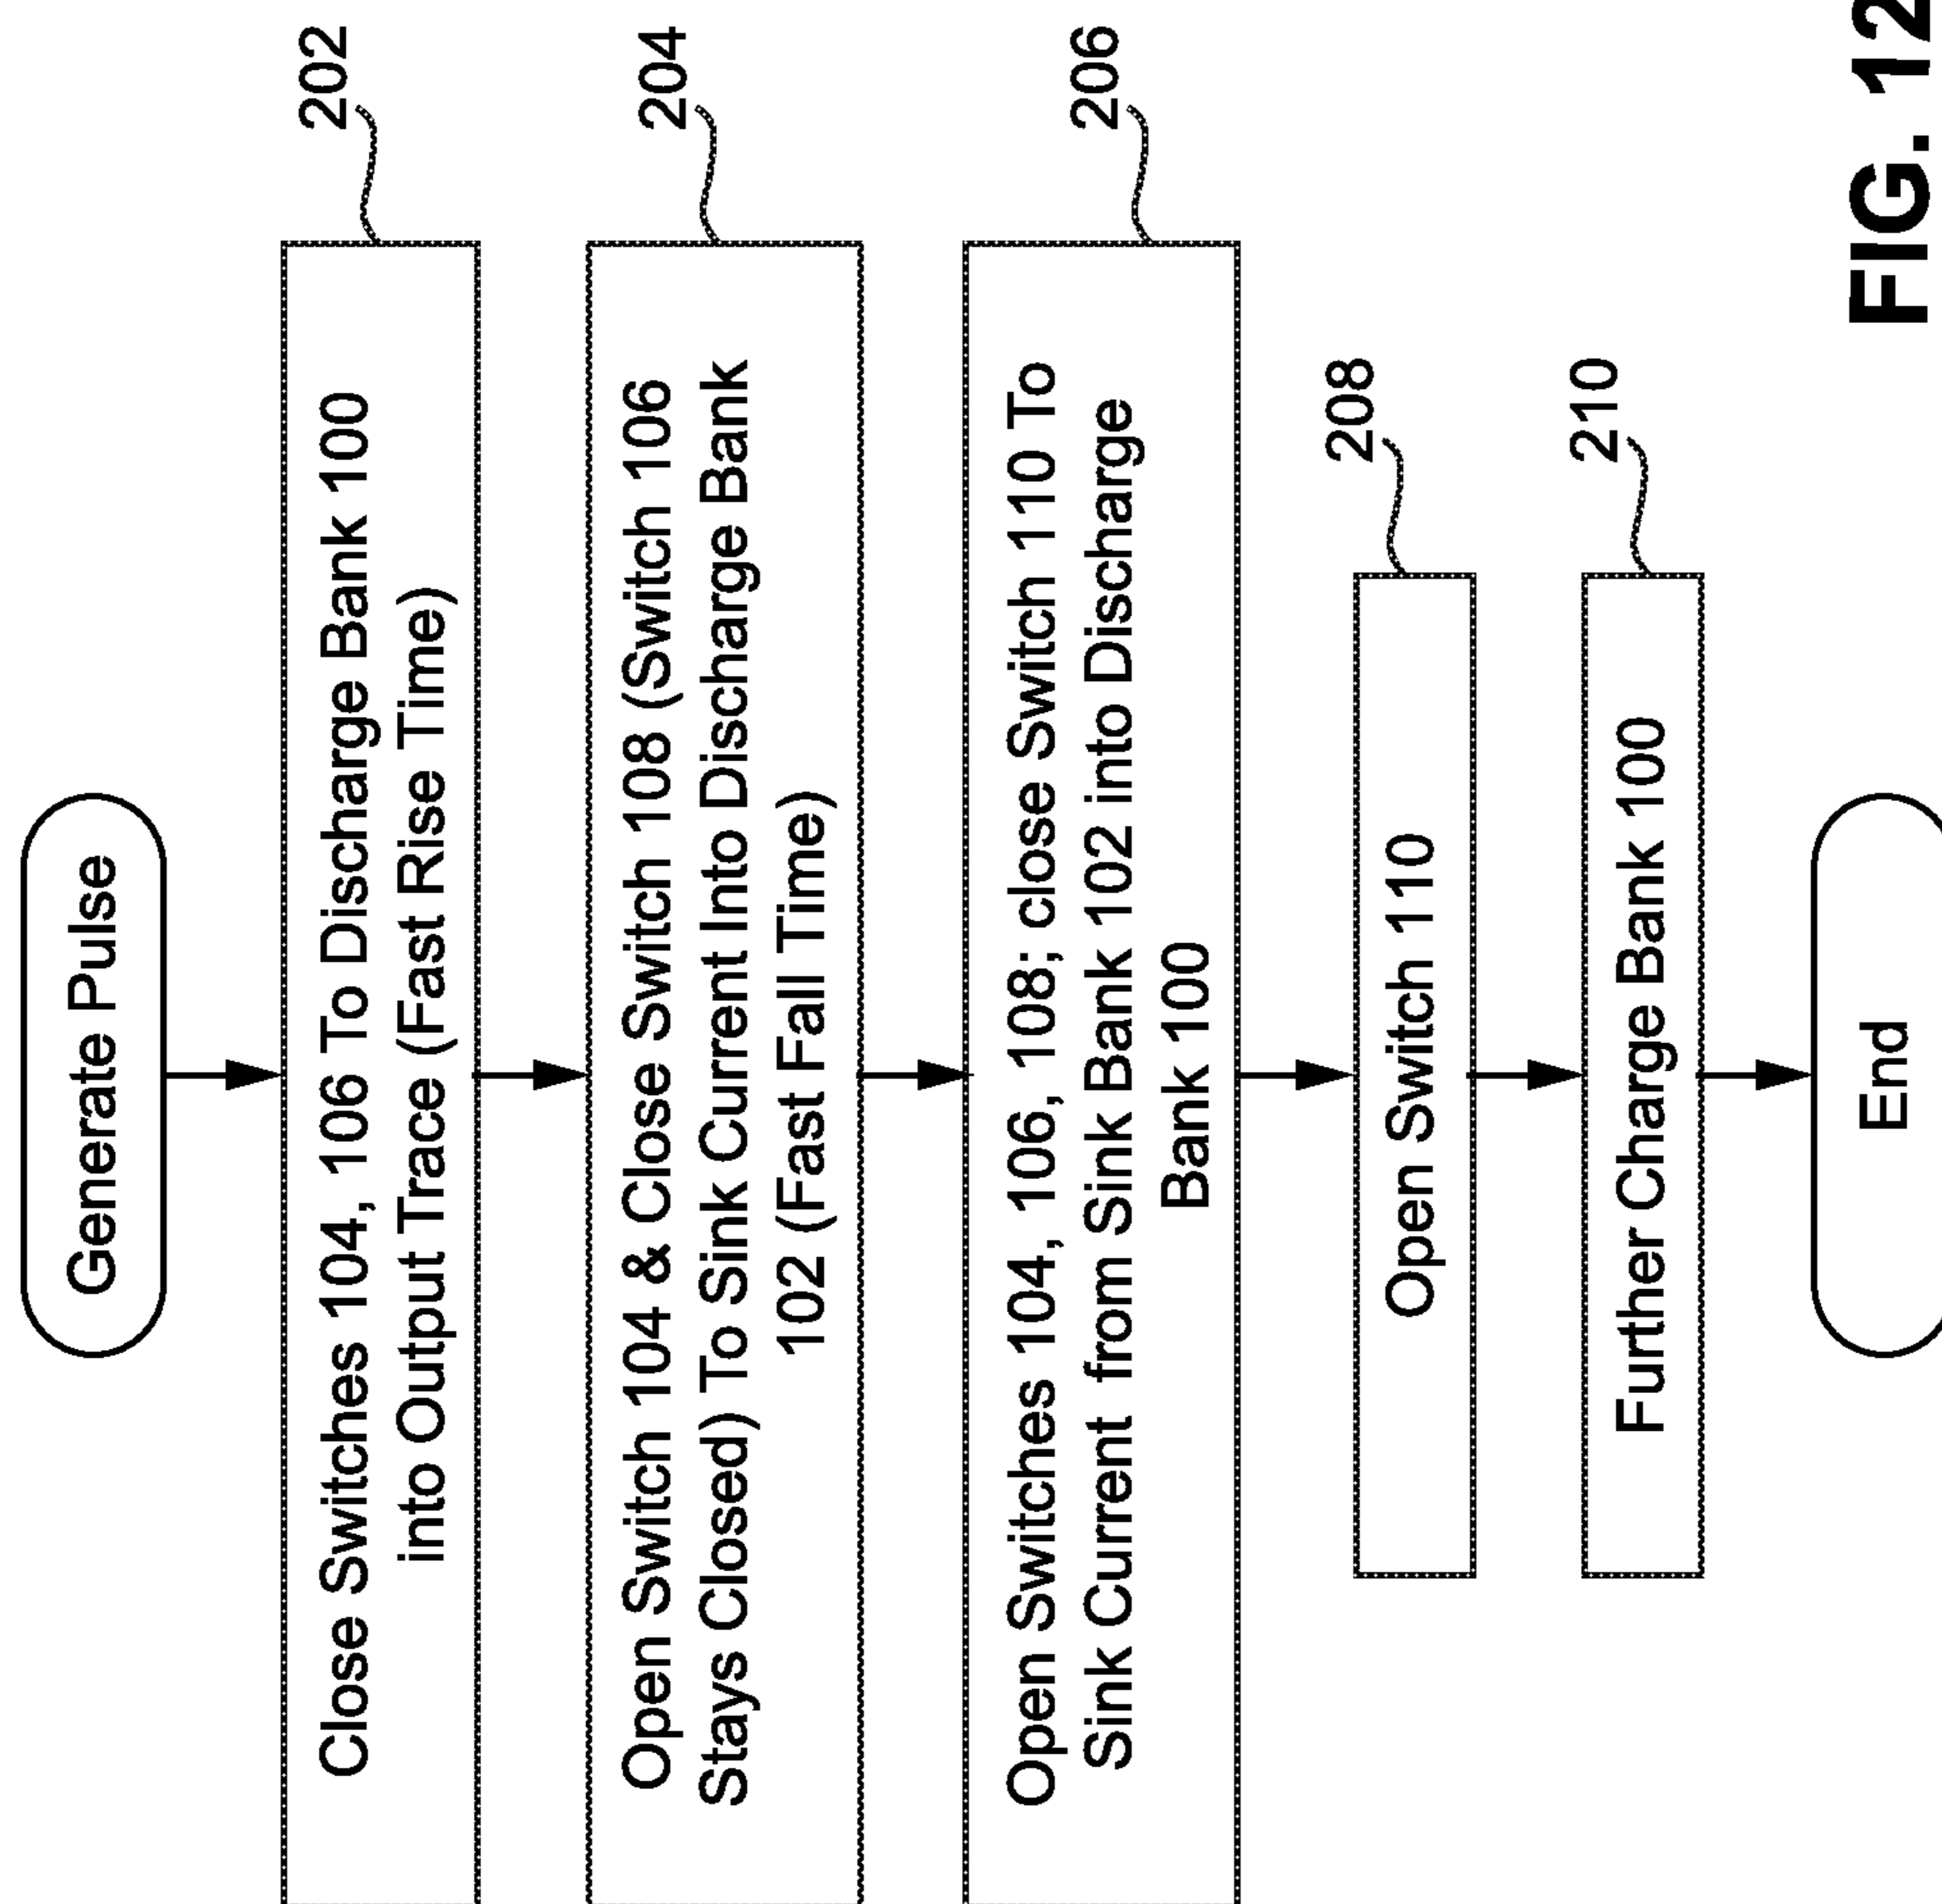 Generate Pulse
Close Switches 104, 106 To Discharge Bank 100
into Output Trace (Fast Rise Time)
202
Open Switch 104 & Close Switch 108 (Switch 106
Stays Closed) To Sink Current Into Discharge Bank
102 (Fast Fall Time)
204
Open Switches 104, 106, 108; close Switch 110 To
Sink Current from Sink Bank 102 into Discharge
Bank 100
206
Open Switch 110
208
Further Charge Bank 100
210
End
FIG. 12